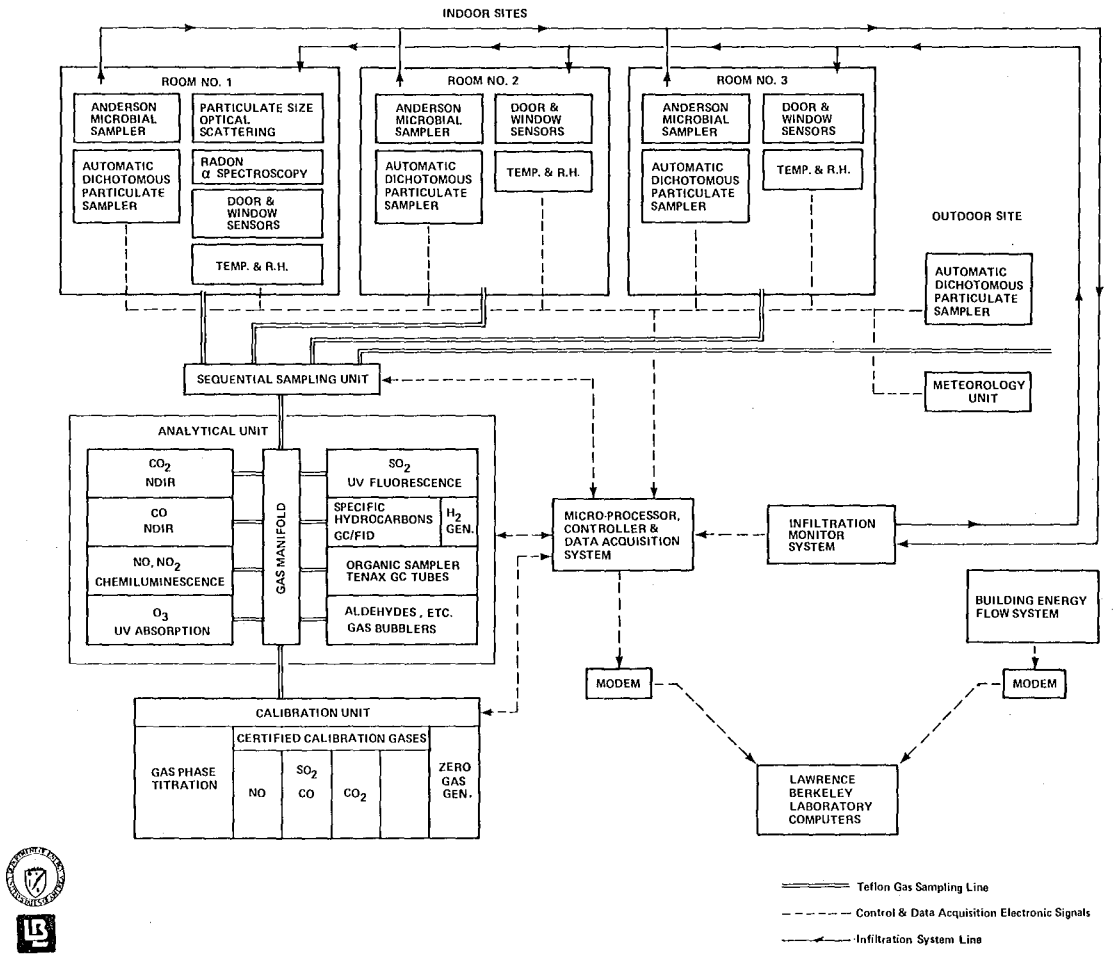 INDOOR SITES
ROOM NO. 1
ANDERSON
MICROBIAL
SAMPLER
PARTICULATE SIZE
OPTICAL
SCATTERING
AUTOMATIC
DICHOTOMOUS
PARTICULATE
SAMPLER
RADON
α SPECTROSCOPY
DOOR &
WINDOW
SENSORS
TEMP. & R.H.
ROOM NO. 2
ANDERSON
MICROBIAL
SAMPLER
DOOR &
WINDOW
SENSORS
AUTOMATIC
DICHOTOMOUS
PARTICULATE
SAMPLER
TEMP. & R.H.
ROOM NO. 3
ANDERSON
MICROBIAL
SAMPLER
DOOR &
WINDOW
SENSORS
AUTOMATIC
DICHOTOMOUS
PARTICULATE
SAMPLER
TEMP. & R.H.
OUTDOOR SITE
AUTOMATIC
DICHOTOMOUS
PARTICULATE
SAMPLER
METEOROLOGY
UNIT
SEQUENTIAL SAMPLING UNIT
ANALYTICAL UNIT
CO2
NDIR
CO
NDIR
NO, NO2
CHEMILUMINESCENCE
O3
UV ABSORPTION
GAS MANIFOLD
SO2
UV FLUORESCENCE
SPECIFIC
HYDROCARBONS
GC/FID
H2
GEN.
ORGANIC SAMPLER
TENAX GC TUBES
ALDEHYDES, ETC.
GAS BUBBLERS
MICRO-PROCESSOR,
CONTROLLER &
DATA ACQUISITION
SYSTEM
INFILTRATION
MONITOR
SYSTEM
BUILDING ENERGY
FLOW SYSTEM
MODEM
MODEM
CALIBRATION UNIT
GAS PHASE
TITRATION
CERTIFIED CALIBRATION GASES
NO
SO2
CO
CO2
ZERO
GAS
GEN.
LAWRENCE
BERKELEY
LABORATORY
COMPUTERS
LBL
Teflon Gas Sampling Line
Control & Data Acquisition Electronic Signals
Infiltration System Line